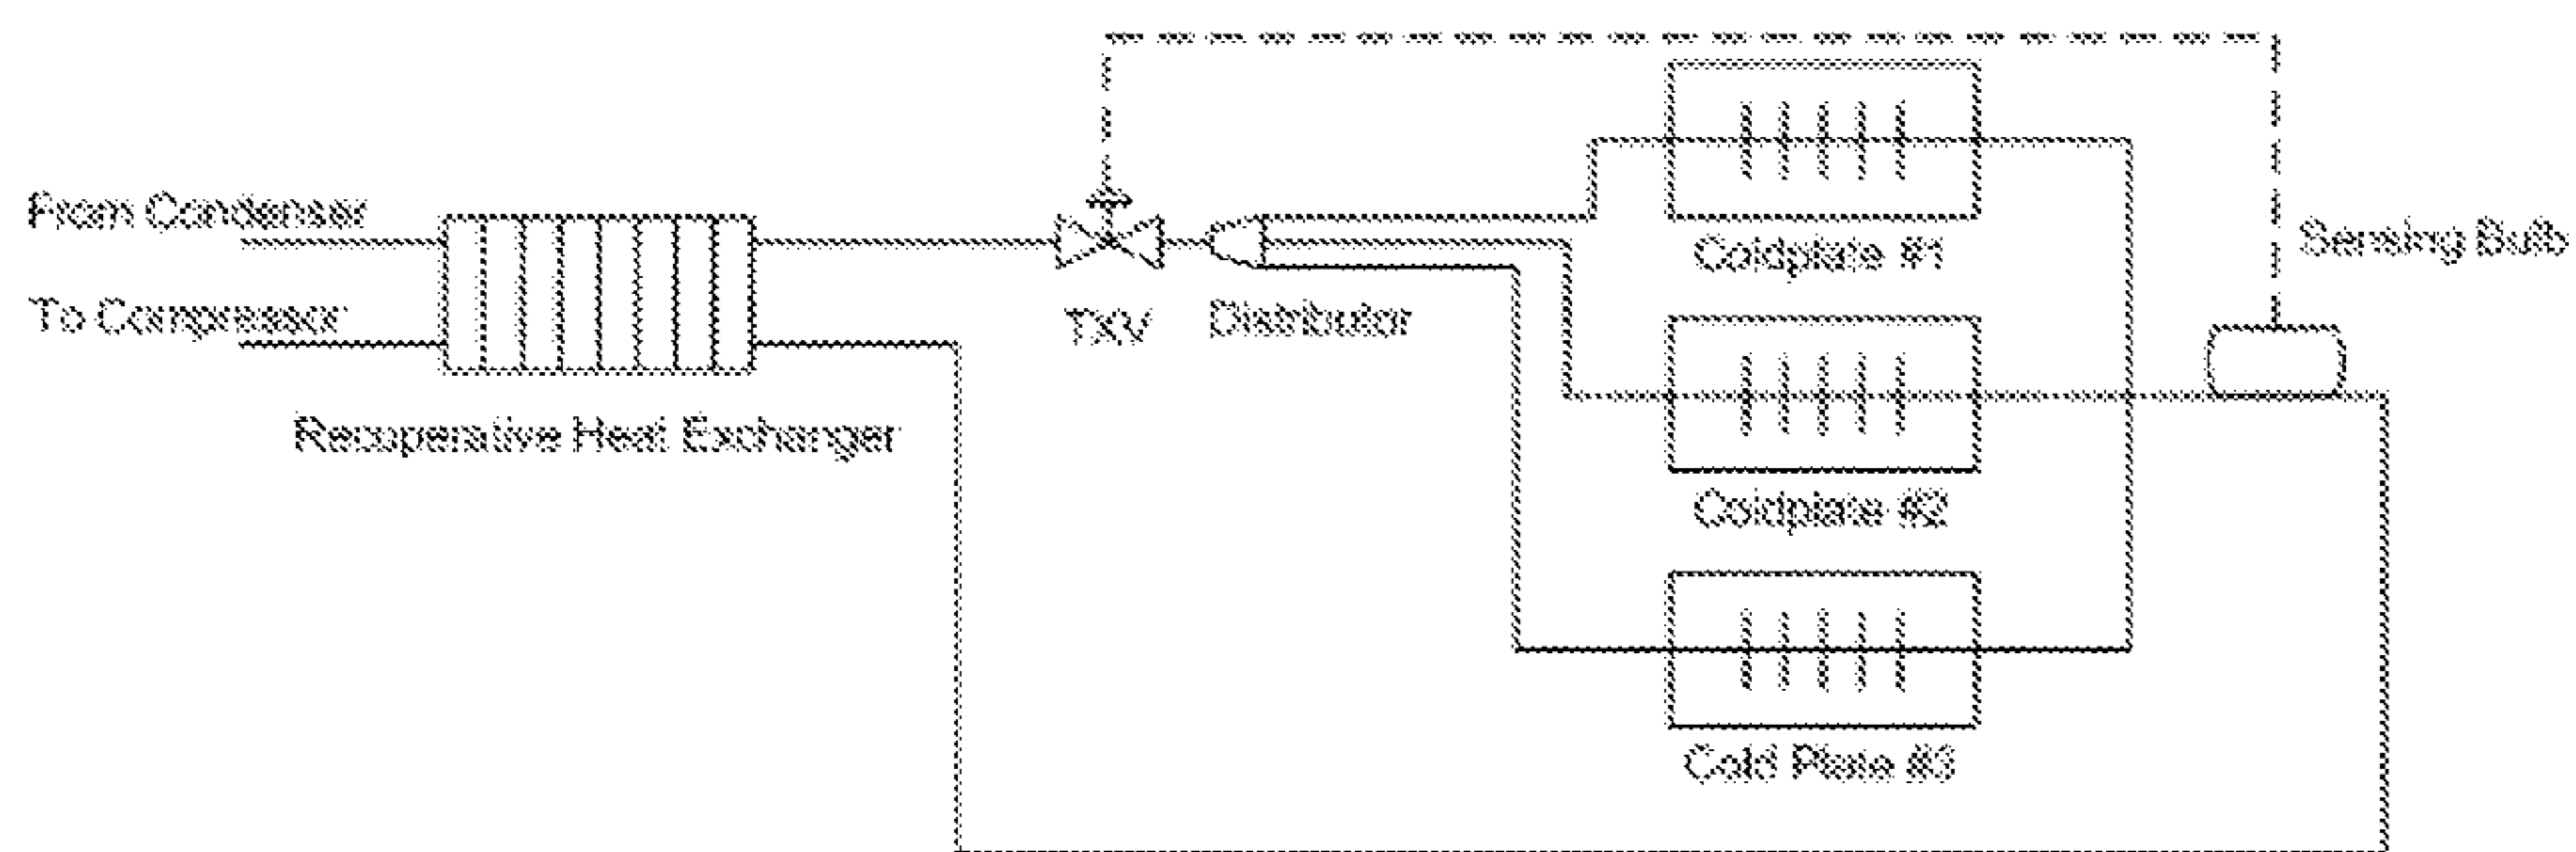 From Condenser
To Compressor
Recuperative Heat Exchanger
TXV
Distributor
Coldplate #1
Coldplate #2
Cold Plate #3
Sensing Bulb